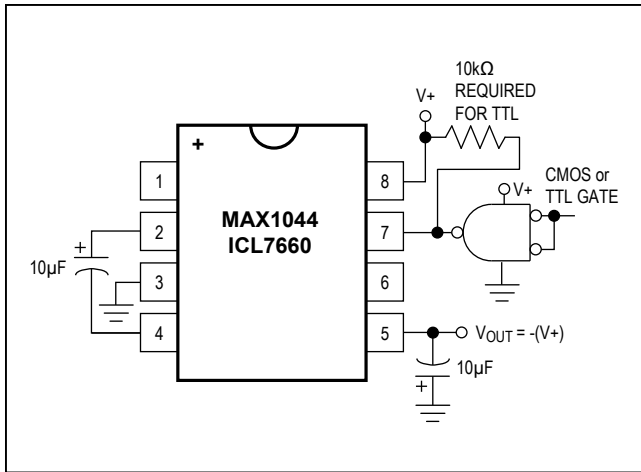 10kΩ
REQUIRED
FOR TTL
V+
+
1
8
V+
CMOS or
TTL GATE
MAX1044
ICL7660
2
7
+
10µF
3
6
4
5
VOUT = -(V+)
10µF
+